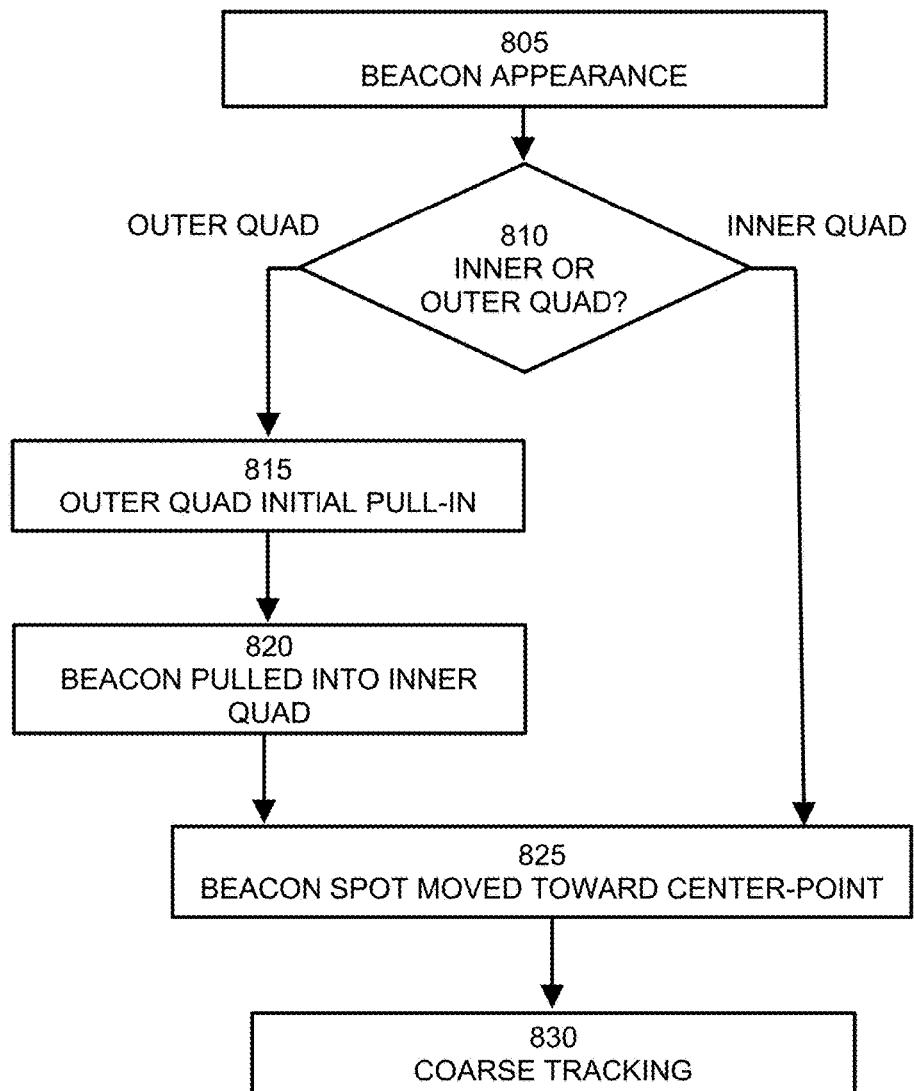 805
BEACON APPEARANCE
OUTER QUAD
INNER QUAD
810
INNER OR
OUTER QUAD?
815
OUTER QUAD INITIAL PULL-IN
820
BEACON PULLED INTO INNER
QUAD
825
BEACON SPOT MOVED TOWARD CENTER-POINT
830
COARSE TRACKING